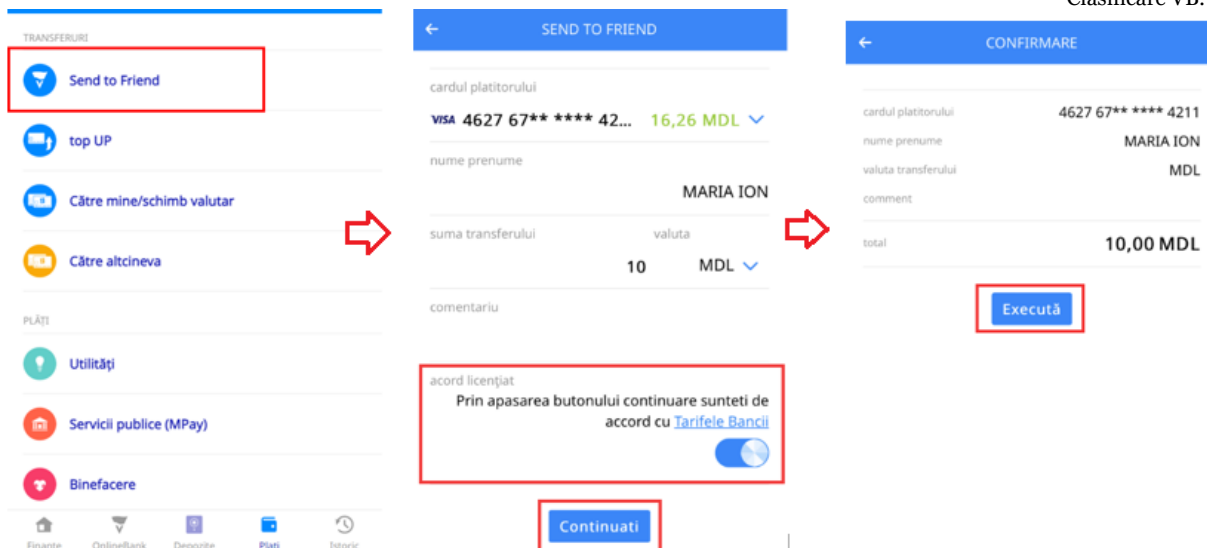 Clasificare VB:
TRANSFERURI
Send to Friend
top UP
Către mine/schimb valutar
Către altcineva
PLĂȚI
Utilități
Servicii publice (MPay)
Binefacere
Finanțe OnlineBank Depozite Plati Istoric
SEND TO FRIEND
cardul platitorului
VISA 4627 67** **** 42... 16,26 MDL
nume prenume
MARIA ION
suma transferului valuta
10 MDL
comentariu
acord licențiat
Prin apasarea butonului continuare sunteti de
accord cu Tarifele Bancii
Continuati
CONFIRMARE
cardul platitorului 4627 67** **** 4211
nume prenume MARIA ION
valuta transferului MDL
comment
total 10,00 MDL
Execută